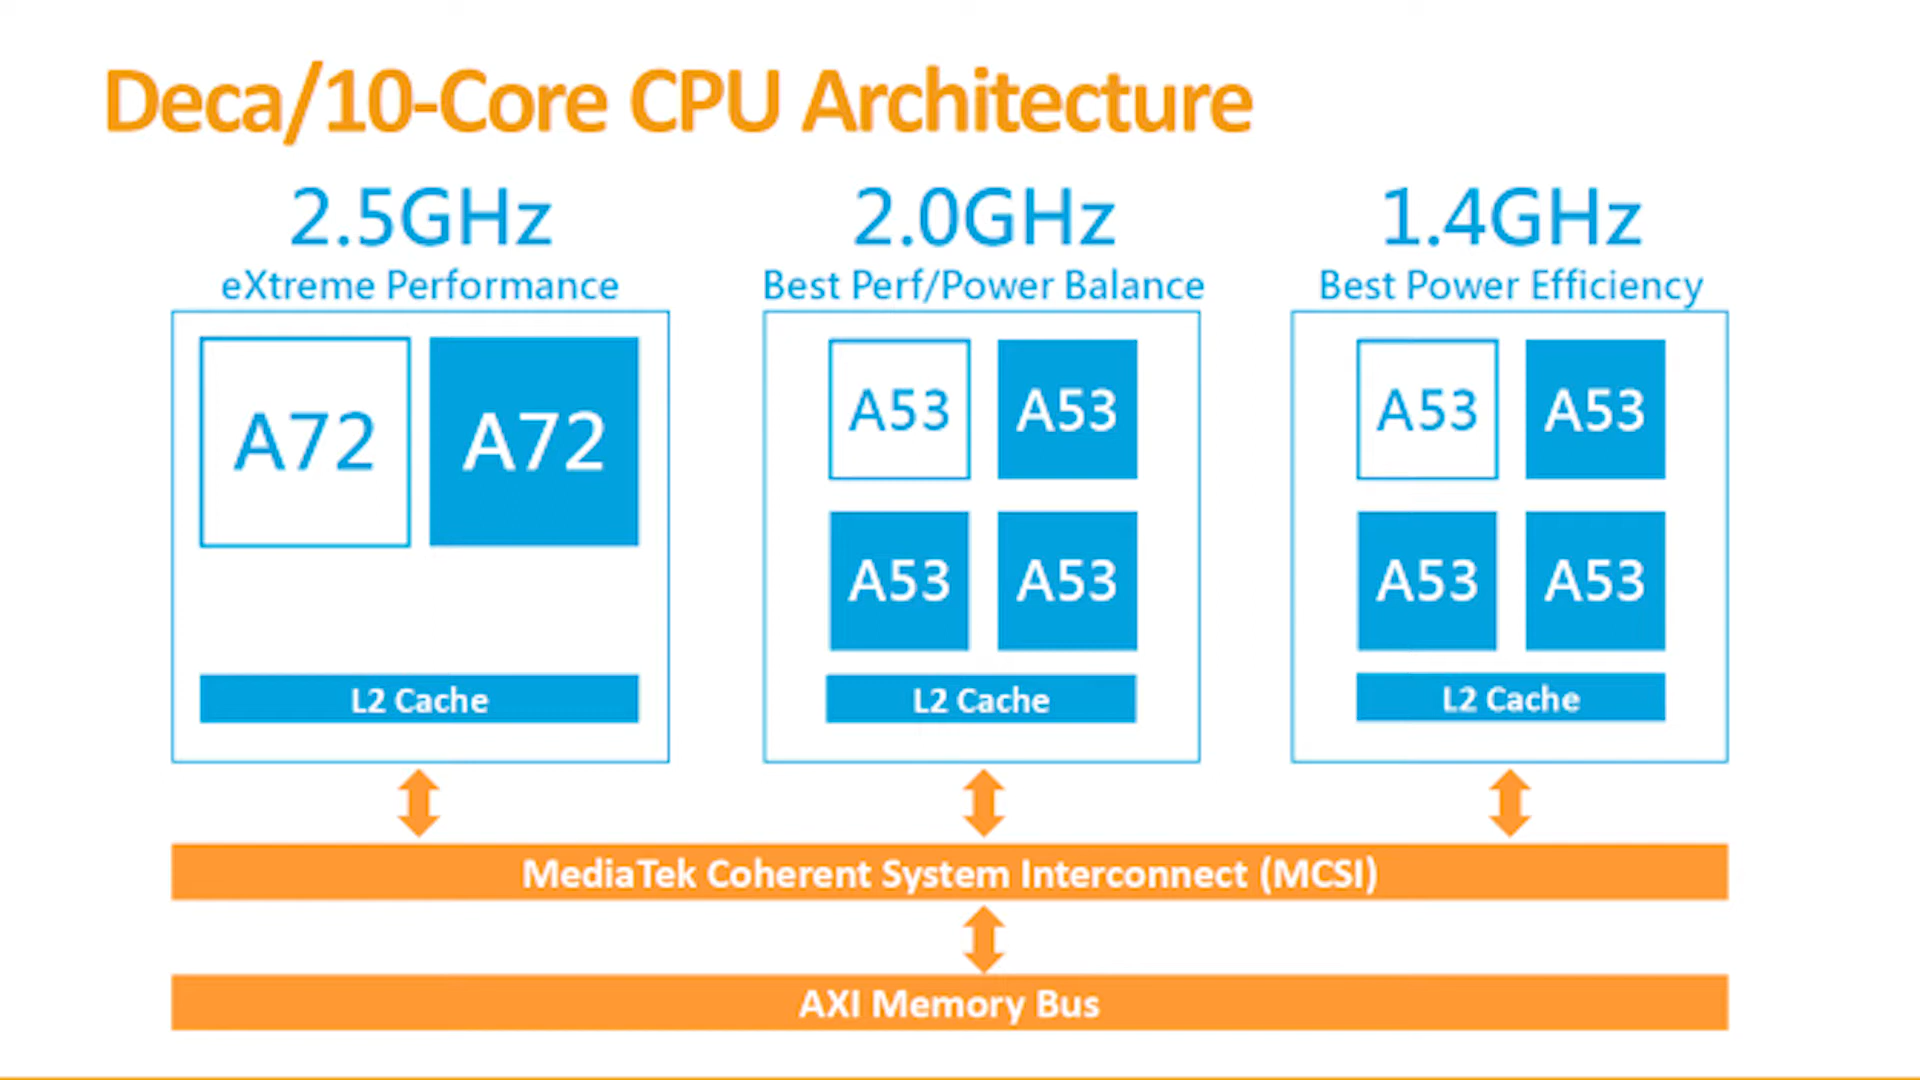 Deca/10-Core CPU Architecture
2.5GHz
eXtreme Performance
A72 A72
L2 Cache
2.0GHz
Best Perf/Power Balance
A53 A53
A53 A53
L2 Cache
1.4GHz
Best Power Efficiency
A53 A53
A53 A53
L2 Cache
MediaTek Coherent System Interconnect (MCSI)
AXI Memory Bus